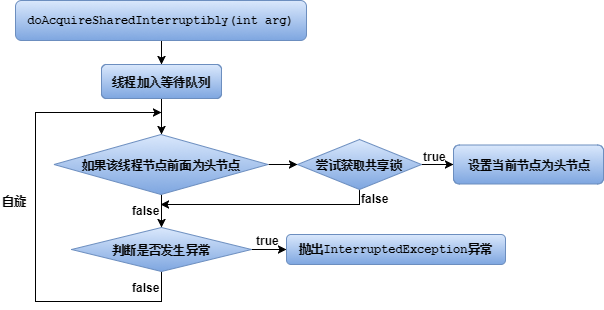 doAcquireSharedInterruptibly(int arg)
线程加入等待队列
如果该线程节点前面为头节点
尝试获取共享锁
true
设置当前节点为头节点
自旋
false
false
判断是否发生异常
true
抛出InterruptedException异常
false